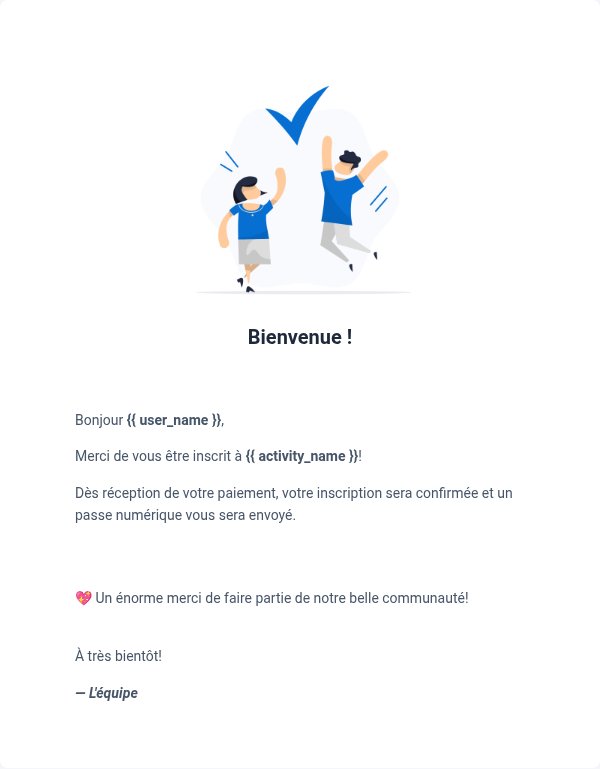 Bienvenue !
Bonjour {{ user_name }},
Merci de vous être inscrit à {{ activity_name }}!
Dès réception de votre paiement, votre inscription sera confirmée et un
passe numérique vous sera envoyé.
💖 Un énorme merci de faire partie de notre belle communauté!
À très bientôt!
— L'équipe